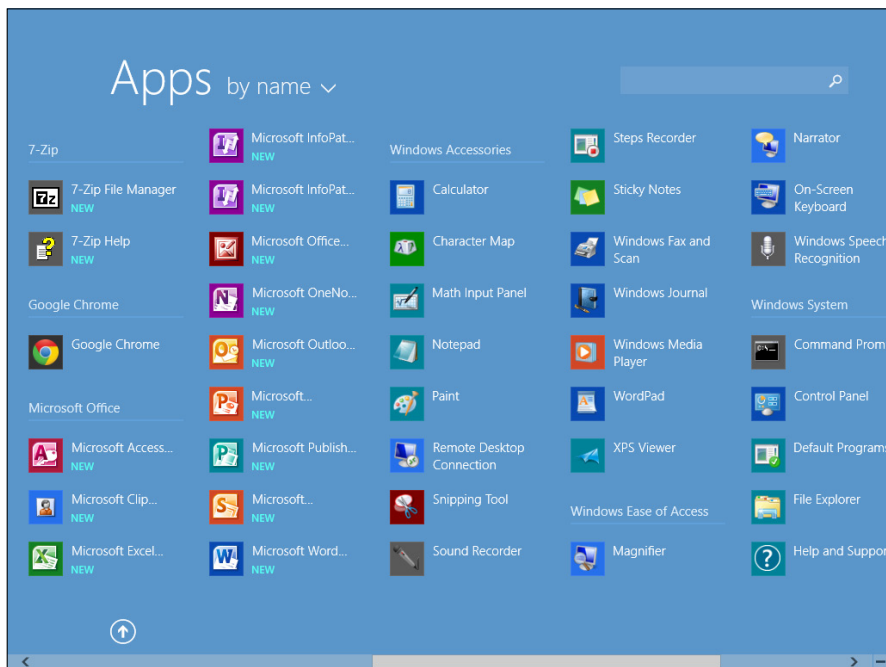 Apps by name
7-Zip
7-Zip File Manager
NEW
7-Zip Help
NEW
Google Chrome
Google Chrome
Microsoft Office
Microsoft Access...
NEW
Microsoft Clip...
NEW
Microsoft Excel...
NEW
Microsoft InfoPat...
NEW
Microsoft InfoPat...
NEW
Microsoft Office...
NEW
Microsoft OneNo...
NEW
Microsoft Outloo...
NEW
Microsoft...
NEW
Microsoft Publish...
NEW
Microsoft...
NEW
Microsoft Word...
NEW
Windows Accessories
Calculator
Character Map
Math Input Panel
Notepad
Paint
Remote Desktop
Connection
Snipping Tool
Sound Recorder
Steps Recorder
Sticky Notes
Windows Fax and
Scan
Windows Journal
Windows Media
Player
WordPad
XPS Viewer
Windows Ease of Access
Magnifier
Narrator
On-Screen
Keyboard
Windows Speech
Recognition
Windows System
Command Prom
Control Panel
Default Programs
File Explorer
Help and Suppor